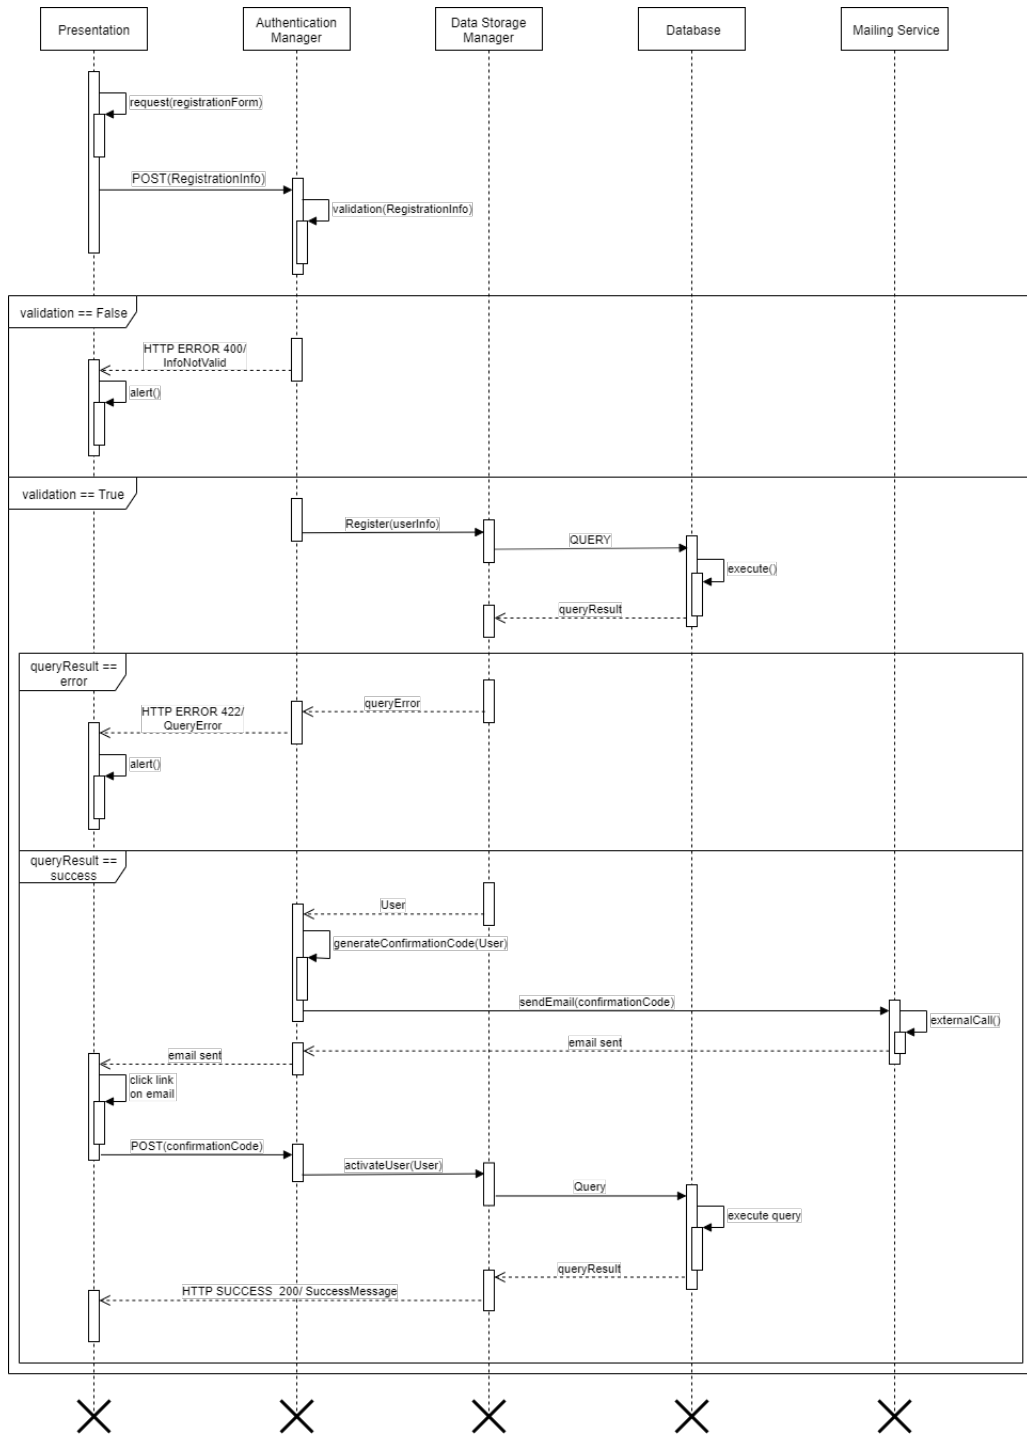 Presentation
Authentication
Manager
Data Storage
Manager
Database
Mailing Service
request(registrationForm)
POST(RegistrationInfo)
validation(RegistrationInfo)
validation == False
HTTP ERROR 400/
InfoNotValid
alert()
validation == True
Register(userInfo)
QUERY
execute()
queryResult
queryResult ==
error
queryError
HTTP ERROR 422/
QueryError
alert()
queryResult ==
success
User
generateConfirmationCode(User)
sendEmail(confirmationCode)
externalCall()
email sent
email sent
click link
on email
POST(confirmationCode)
activateUser(User)
Query
execute query
queryResult
HTTP SUCCESS  200/ SuccessMessage